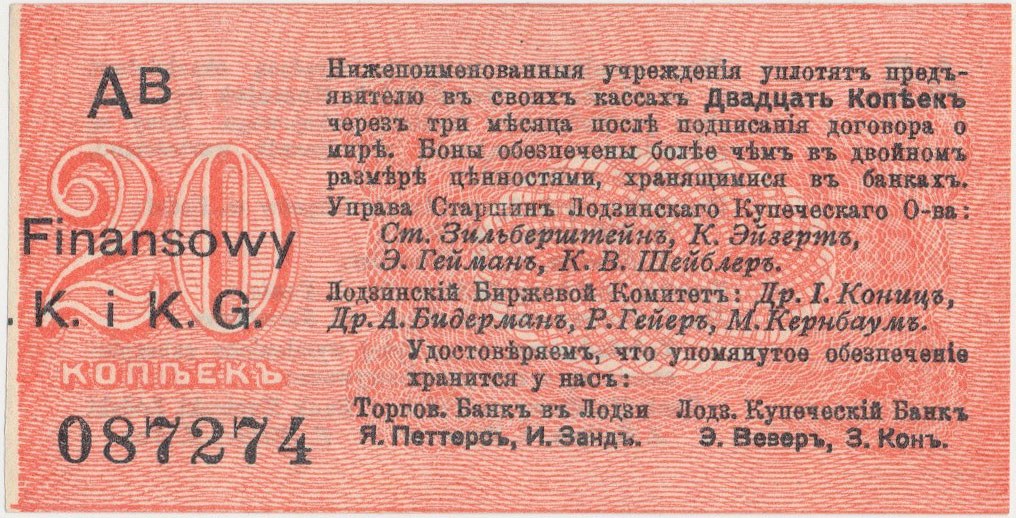 АВ
20
Finansowy
. K. i K. G.
КОПѢЕКЪ
087274
Нижепоименованныя учрежденія уплотятъ предъ-
явителю въ своихъ кассахъ Двадцать Копѣекъ
черезъ три мѣсяца послѣ подписанія договора о
мирѣ. Боны обезпечены болѣе чѣмъ въ двойномъ
размѣрѣ цѣнностями, хранящимися въ банкахъ.
Управа Старшинъ Лодзинскаго Купеческаго О-ва:
Ст. Зильберштейнъ, К. Эйзертъ,
Э. Гейманъ, К. В. Шейблеръ.
Лодзинскій Биржевой Комитетъ: Др. І. Коницъ,
Др. А. Бидерманъ, Р. Гейеръ, М. Кернбаумъ.
Удостовѣряемъ, что упомянутое обезпеченіе
хранится у насъ:
Торгов. Банкъ въ Лодзи
Я. Петтерсъ, И. Зандъ.
Лодз. Купеческій Банкъ
Э. Веверъ, З. Конъ.